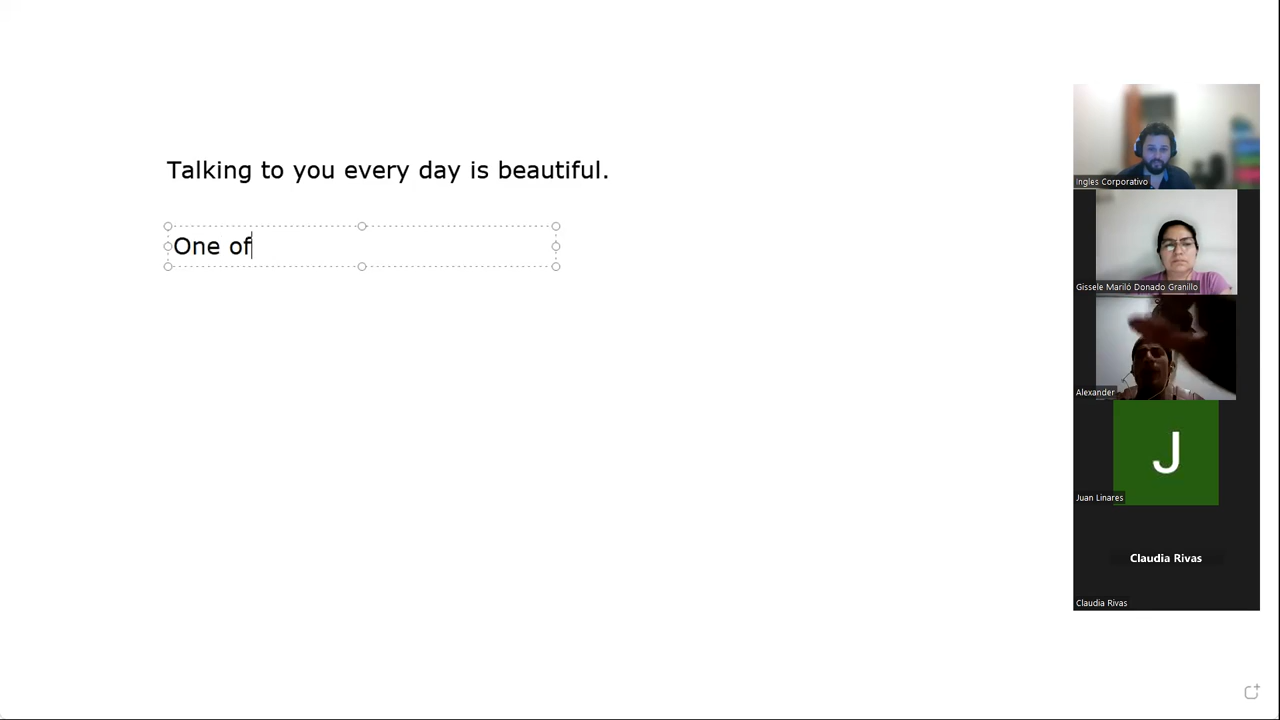 Talking to you every day is beautiful.
One of
Ingles Corporativo
Gissele Mariló Donado Granillo
Alexander
J
Juan Linares
Claudia Rivas
Claudia Rivas